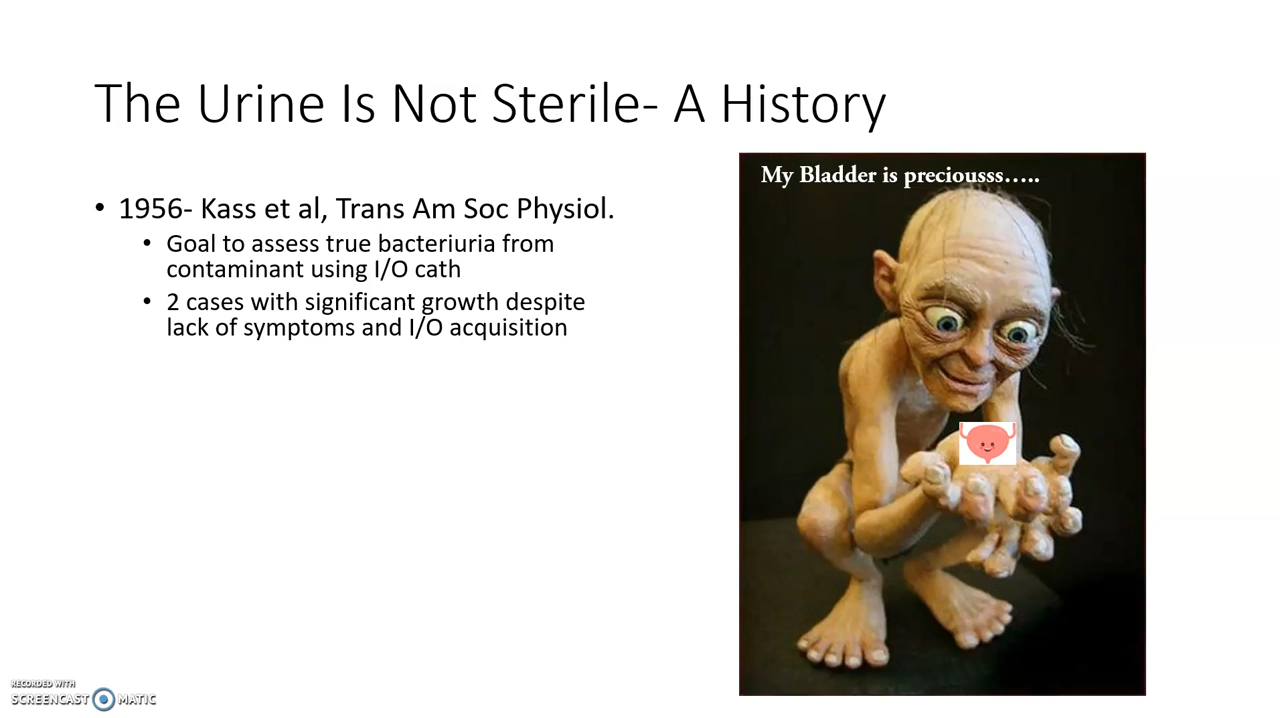 The Urine Is Not Sterile- A History
My Bladder is preciousss.....
• 1956- Kass et al, Trans Am Soc Physiol.
• Goal to assess true bacteriuria from
contaminant using I/O cath
• 2 cases with significant growth despite
lack of symptoms and I/O acquisition
RECORDED WITH
SCREENCAST MATIC